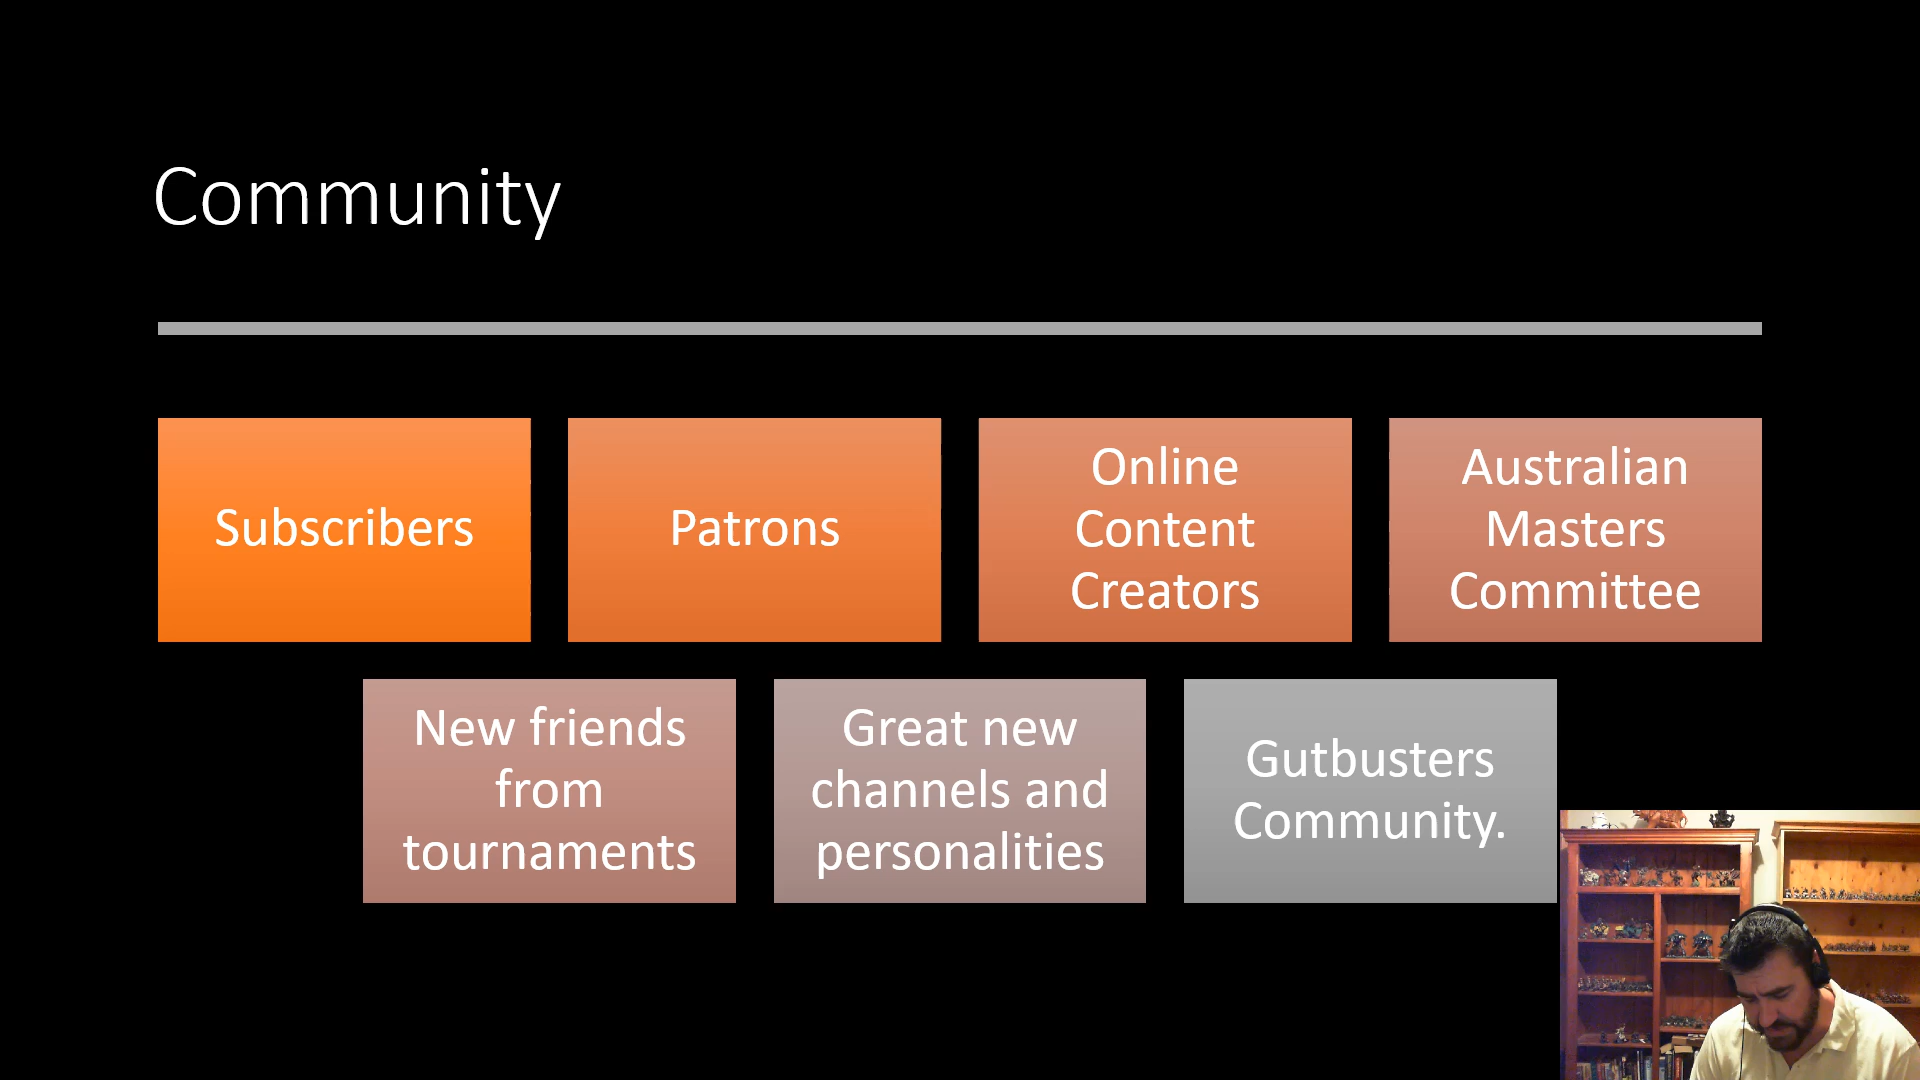 Community
Subscribers
Patrons
Online
Content
Creators
Australian
Masters
Committee
New friends
from
tournaments
Great new
channels and
personalities
Gutbusters
Community.